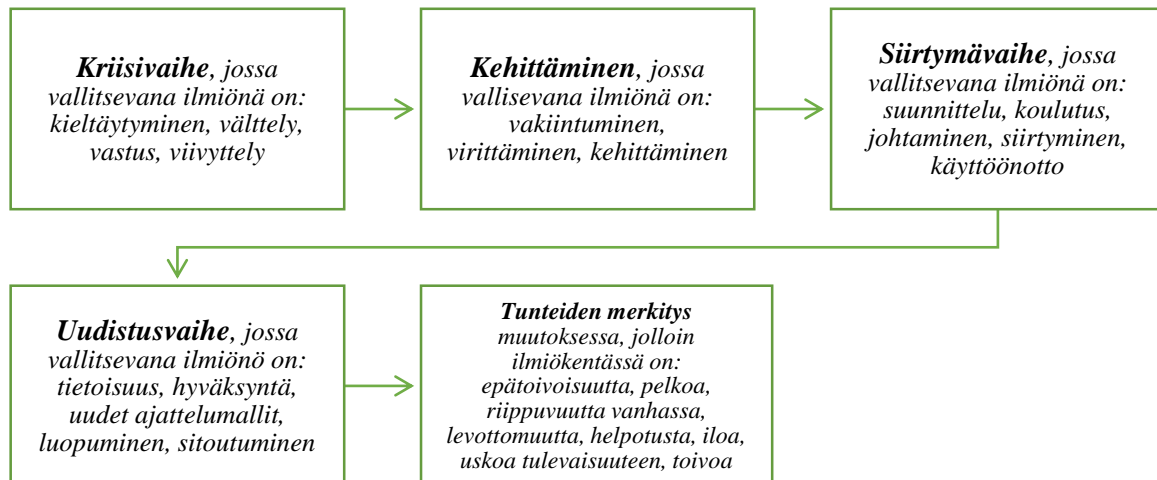 Kriisivaihe, jossa
vallitsevana ilmiönä on:
kieltäytyminen, välttely,
vastus, viivyttely
Kehittäminen, jossa
vallisevana ilmiönä on:
vakiintuminen,
virittäminen, kehittäminen
Siirtymävaihe, jossa
vallitsevana ilmiönä on:
suunnittelu, koulutus,
johtaminen, siirtyminen,
käyttöönotto
Uudistusvaihe, jossa
vallitsevana ilmiönö on:
tietoisuus, hyväksyntä,
uudet ajattelumallit,
luopuminen, sitoutuminen
Tunteiden merkitys
muutoksessa, jolloin
ilmiökentässä on:
epätoivoisuutta, pelkoa,
riippuvuutta vanhassa,
levottomuutta, helpotusta, iloa,
uskoa tulevaisuuteen, toivoa